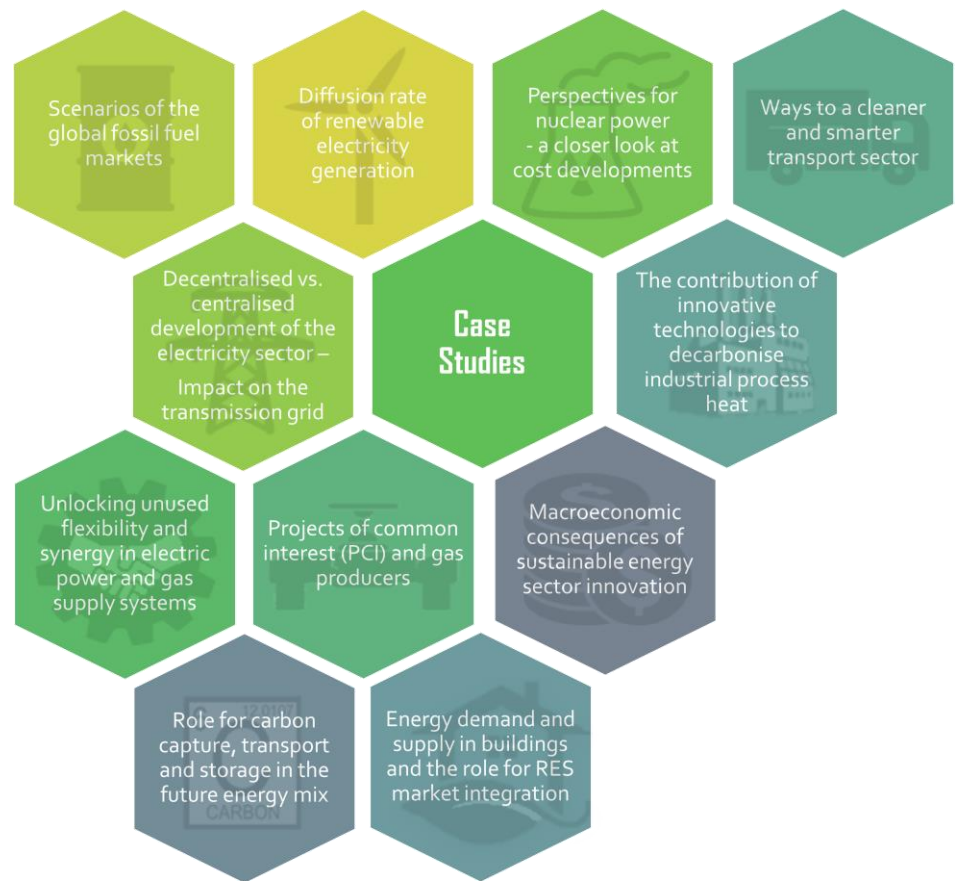 Scenarios of the
global fossil fuel
markets
Diffusion rate
of renewable
electricity
generation
Perspectives for
nuclear power
- a closer look at
cost developments
Ways to a cleaner
and smarter
transport sector
Decentralised vs.
centralised
development of the
electricity sector –
Impact on the
transmission grid
Case
Studies
The contribution of
innovative
technologies to
decarbonise
industrial process
heat
Unlocking unused
flexibility and
synergy in electric
power and gas
supply systems
Projects of common
interest (PCI) and gas
producers
Macroeconomic
consequences of
sustainable energy
sector innovation
12.0107
Role for carbon
capture, transport
and storage in the
future energy mix
CARBON
Energy demand and
supply in buildings
and the role for RES
market integration